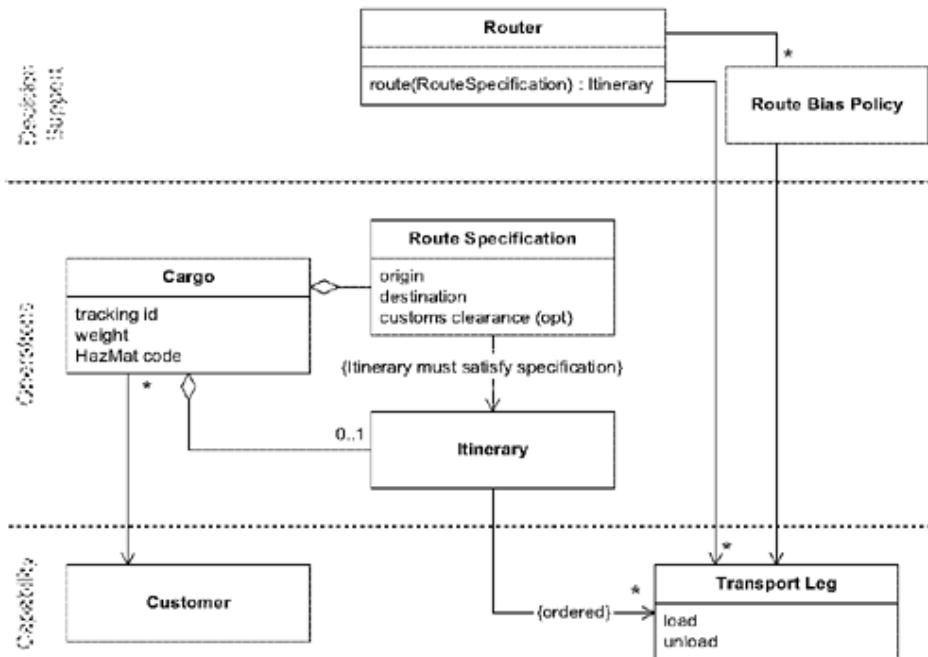 Decision
Support
Router
route(RouteSpecification) : Itinerary
*
Route Bias Policy
Operations
Route Specification
origin
destination
customs clearance (opt)
Cargo
tracking id
weight
HazMat code
{Itinerary must satisfy specification}
*
0..1
Itinerary
Capability
Customer
*
*
{ordered}
Transport Leg
load
unload